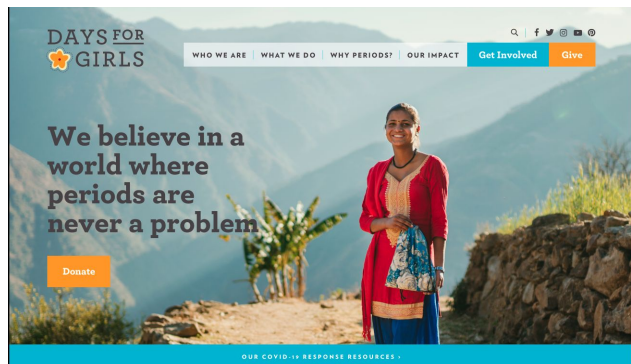 DAYS FOR
GIRLS
WHO WE ARE
WHAT WE DO
WHY PERIODS?
OUR IMPACT
Get Involved
Give
We believe in a
world where
periods are
never a problem
Donate
OUR COVID-19 RESPONSE RESOURCES ›